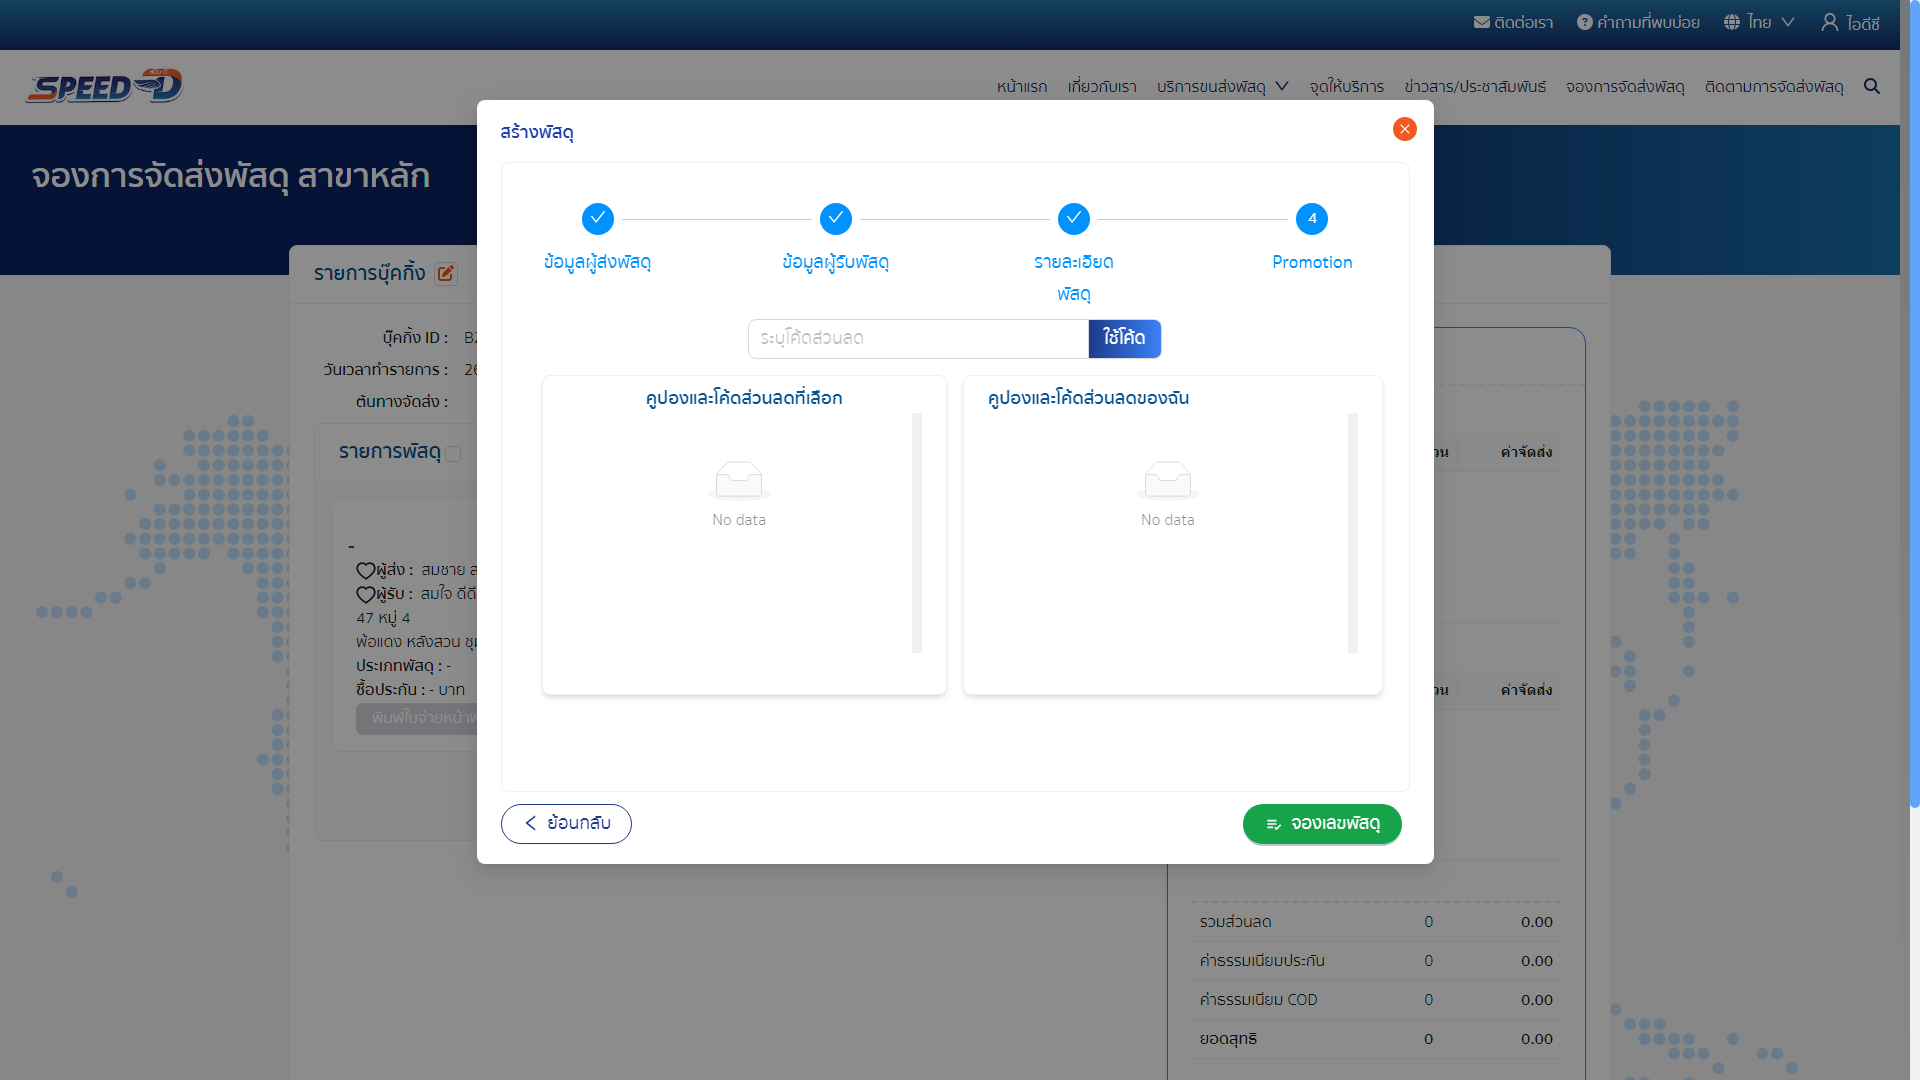 ติดต่อเรา
คำถามที่พบบ่อย
ไทย
ไอดีซี
SPEED-D
หน้าแรก
เกี่ยวกับเรา
บริการขนส่งพัสดุ
จุดให้บริการ
ข่าวสาร/ประชาสัมพันธ์
จองการจัดส่งพัสดุ
ติดตามการจัดส่งพัสดุ
จองการจัดส่งพัสดุ สาขาหลัก
สร้างพัสดุ
4
ข้อมูลผู้ส่งพัสดุ
ข้อมูลผู้รับพัสดุ
รายละเอียด
พัสดุ
Promotion
ระบุโค้ดส่วนลด
ใช้โค้ด
คูปองและโค้ดส่วนลดที่เลือก
No data
คูปองและโค้ดส่วนลดของฉัน
No data
ย้อนกลับ
จองเลขพัสดุ
รายการบุ๊คกิ้ง
บุ๊คกิ้ง ID :
วันเวลาทำรายการ :
ต้นทางจัดส่ง :
รายการพัสดุ
-
ผู้ส่ง : สมชาย
ผู้รับ : สมใจ ดีดี
47 หมู่ 4
พ้อแดง หลังสวน
ประเภทพัสดุ : -
ซื้อประกัน : - บาท
พิมพ์ใบจ่ายหน้า
ค่าจัดส่ง
ค่าจัดส่ง
รวมส่วนลด 0 0.00
ค่าธรรมเนียมประกัน 0 0.00
ค่าธรรมเนียม COD 0 0.00
ยอดสุทธิ 0 0.00